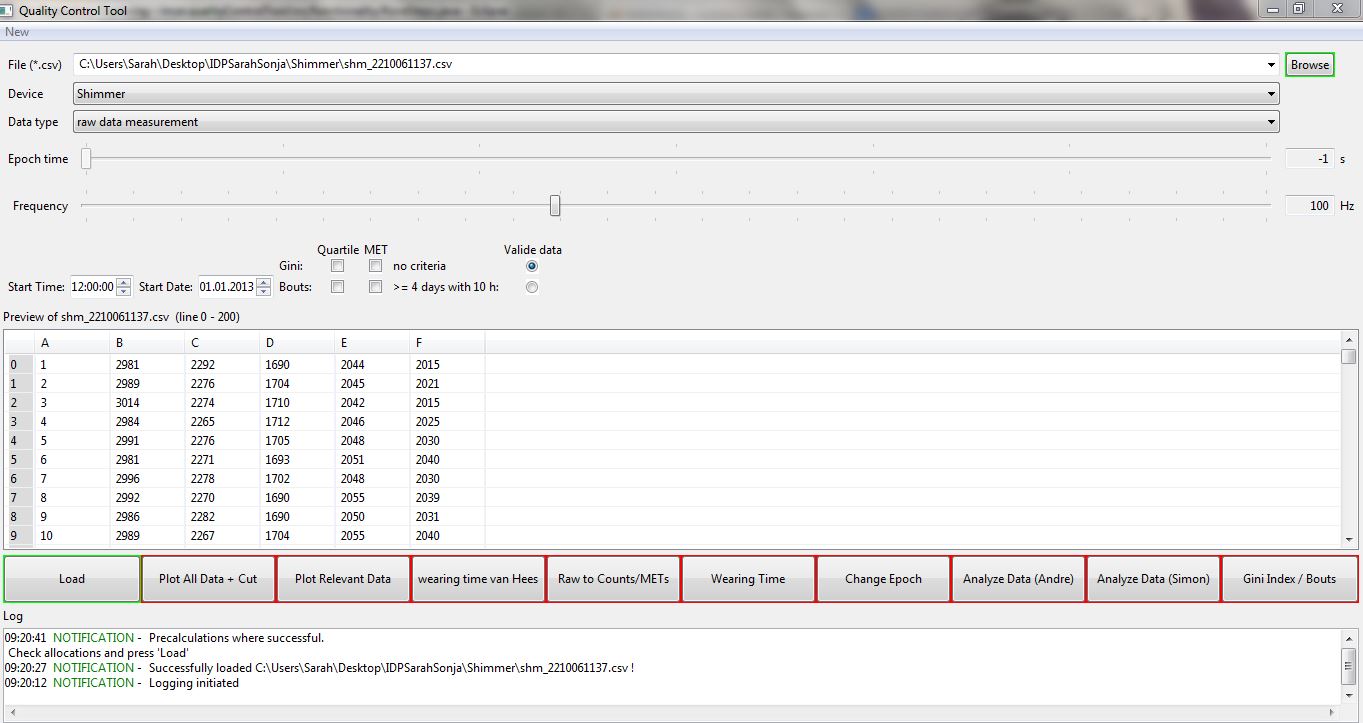 Quality Control Tool
New
File (*.csv) C:\Users\Sarah\Desktop\IDPSarahSonja\Shimmer\shm_2210061137.csv Browse
Device Shimmer
Data type raw data measurement
Epoch time -1 s
Frequency 100 Hz
Quartile MET Valide data
Gini: no criteria
Start Time: 12:00:00 Start Date: 01.01.2013 Bouts: >= 4 days with 10 h:
Preview of shm_2210061137.csv (line 0 - 200)
A B C D E F
0 1 2981 2292 1690 2044 2015
1 2 2989 2276 1704 2045 2021
2 3 3014 2274 1710 2042 2015
3 4 2984 2265 1712 2046 2025
4 5 2991 2276 1705 2048 2030
5 6 2981 2271 1693 2051 2040
6 7 2996 2278 1702 2048 2030
7 8 2992 2270 1690 2055 2039
8 9 2986 2282 1690 2050 2031
9 10 2989 2267 1704 2055 2040
Load Plot All Data + Cut Plot Relevant Data wearing time van Hees Raw to Counts/METs Wearing Time Change Epoch Analyze Data (Andre) Analyze Data (Simon) Gini Index / Bouts
Log
09:20:41 NOTIFICATION - Precalculations where successful.
Check allocations and press 'Load'
09:20:27 NOTIFICATION - Successfully loaded C:\Users\Sarah\Desktop\IDPSarahSonja\Shimmer\shm_2210061137.csv !
09:20:12 NOTIFICATION - Logging initiated